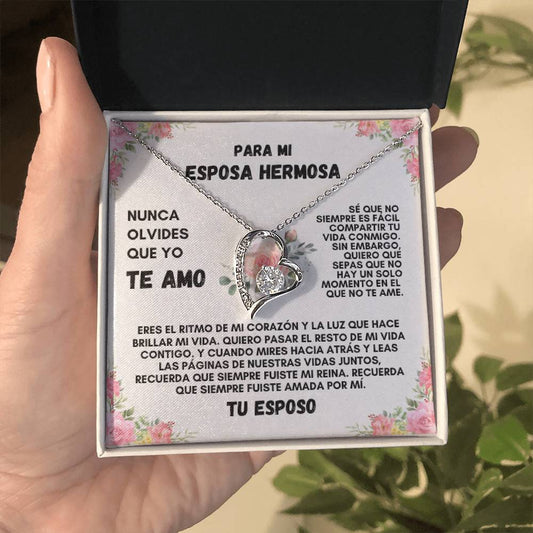 PARA MI
ESPOSA HERMOSA
NUNCA
OLVIDES
QUE YO
TE AMO
SÉ QUE NO
SIEMPRE ES FÁCIL
COMPARTIR TU
VIDA CONMIGO.
SIN EMBARGO,
QUIERO QUE
SEPAS QUE NO
HAY UN SOLO
MOMENTO EN EL
QUE NO TE AME.
ERES EL RITMO DE MI CORAZÓN Y LA LUZ QUE HACE
BRILLAR MI VIDA. QUIERO PASAR EL RESTO DE MI VIDA
CONTIGO. Y CUANDO MIRES HACIA ATRÁS Y LEAS
LAS PÁGINAS DE NUESTRAS VIDAS JUNTOS,
RECUERDA QUE SIEMPRE FUISTE MI REINA. RECUERDA
QUE SIEMPRE FUISTE AMADA POR MÍ.
TU ESPOSO